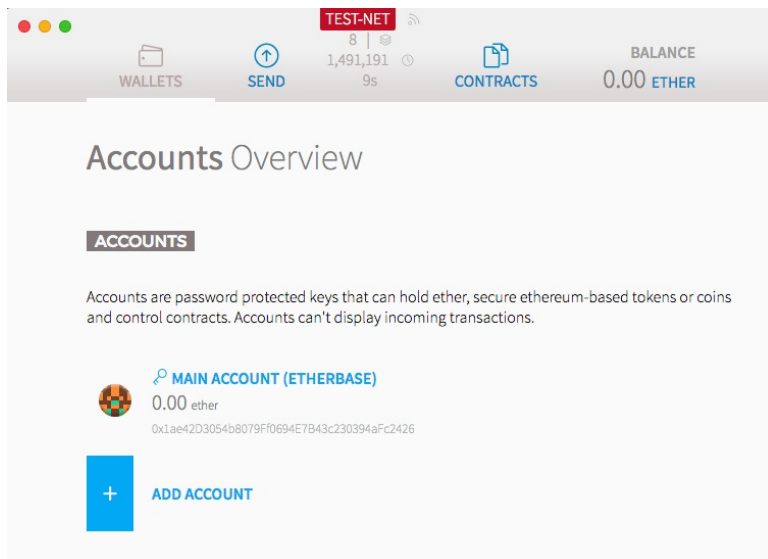 TEST-NET
8
1,491,191
9s
WALLETS
SEND
CONTRACTS
BALANCE
0.00 ETHER
Accounts Overview
ACCOUNTS
Accounts are password protected keys that can hold ether, secure ethereum-based tokens or coins
and control contracts. Accounts can't display incoming transactions.
MAIN ACCOUNT (ETHERBASE)
0.00 ether
0x1ae42D3054b8079Ff0694E7B43c230394aFc2426
+
ADD ACCOUNT